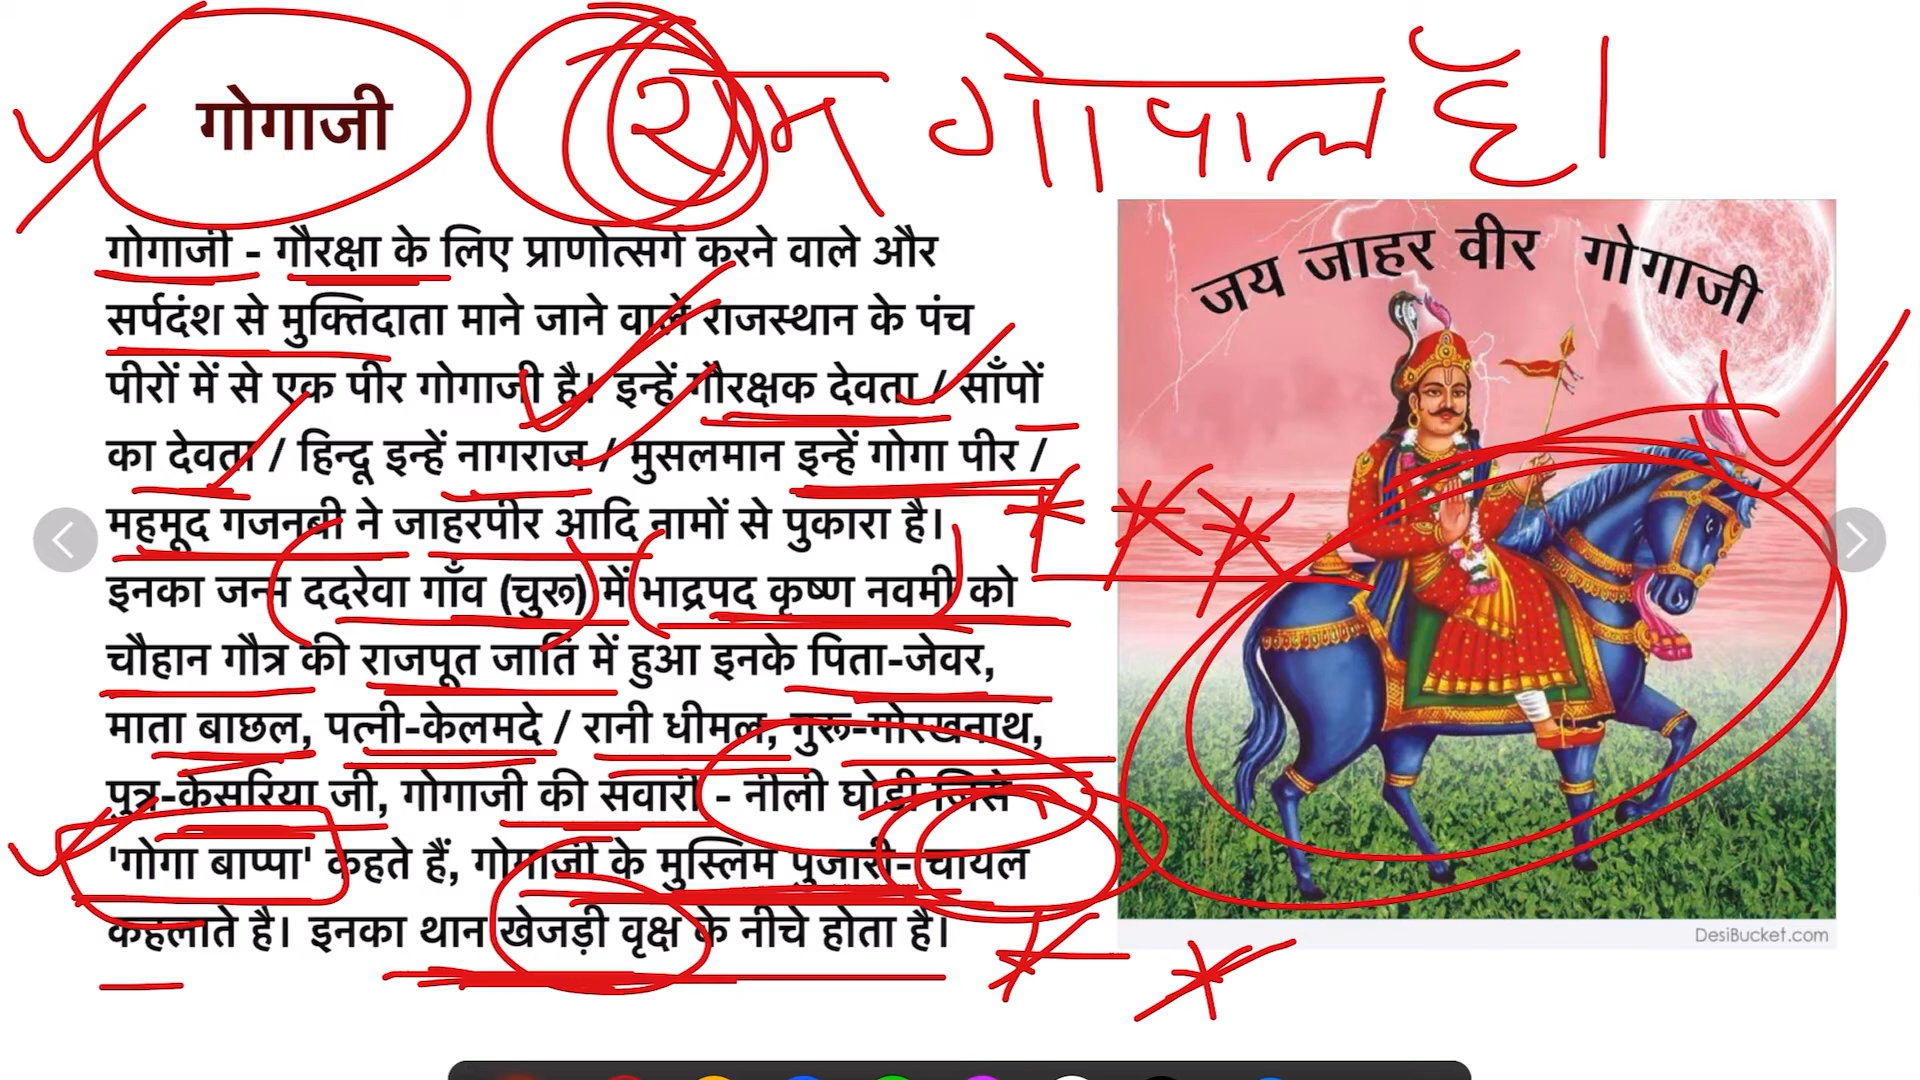 गोगाजी
राम गोपाल है।
गोगाजी - गौरक्षा के लिए प्राणोत्सर्ग करने वाले और
सर्पदंश से मुक्तिदाता माने जाने वाले राजस्थान के पंच
पीरों में से एक पीर गोगाजी है। इन्हें गौरक्षक देवता / साँपों
का देवता / हिन्दू इन्हें नागराज / मुसलमान इन्हें गोगा पीर /
महमूद गजनबी ने जाहरपीर आदि नामों से पुकारा है।
इनका जन्म ददरेवा गाँव (चुरू) में भाद्रपद कृष्ण नवमी को
चौहान गौत्र की राजपूत जाति में हुआ इनके पिता-जेवर,
माता बाछल, पत्नी-केलमदे / रानी धीमल, गुरू-गोरखनाथ,
पुत्र-केसरिया जी, गोगाजी की सवारी - नीली घोडी जिसे
'गोगा बाप्पा' कहते हैं, गोगाजी के मुस्लिम पुजारी- चायल
कहलाते है। इनका थान खेजड़ी वृक्ष के नीचे होता है।
जय जाहर वीर गोगाजी
DesiBucket.com